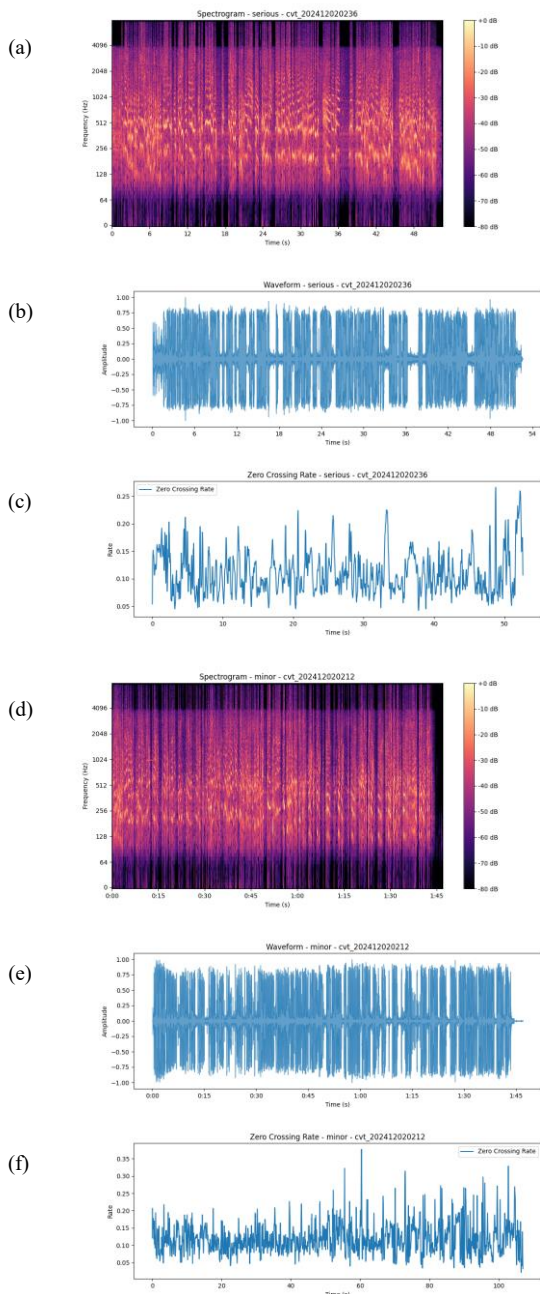 (a)
Spectrogram - serious - cvt_202412020236
Frequency (Hz)
4096
2048
1024
512
256
128
64
0
0 6 12 18 24 30 36 42 48
Time (s)
+0 dB
-10 dB
-20 dB
-30 dB
-40 dB
-50 dB
-60 dB
-70 dB
-80 dB
(b)
Waveform - serious - cvt_202412020236
Amplitude
1.00
0.75
0.50
0.25
0.00
-0.25
-0.50
-0.75
-1.00
0 6 12 18 24 30 36 42 48 54
Time (s)
(c)
Zero Crossing Rate - serious - cvt_202412020236
Zero Crossing Rate
Rate
0.25
0.20
0.15
0.10
0.05
0 10 20 30 40 50
Time (s)
(d)
Spectrogram - minor - cvt_202412020212
Frequency (Hz)
4096
2048
1024
512
256
128
64
0
0:00 0:15 0:30 0:45 1:00 1:15 1:30 1:45
Time (s)
+0 dB
-10 dB
-20 dB
-30 dB
-40 dB
-50 dB
-60 dB
-70 dB
-80 dB
(e)
Waveform - minor - cvt_202412020212
Amplitude
1.00
0.75
0.50
0.25
0.00
-0.25
-0.50
-0.75
-1.00
0:00 0:15 0:30 0:45 1:00 1:15 1:30 1:45
Time (s)
(f)
Zero Crossing Rate - minor - cvt_202412020212
Zero Crossing Rate
Rate
0.35
0.30
0.25
0.20
0.15
0.10
0.05
0 20 40 60 80 100
Time (s)